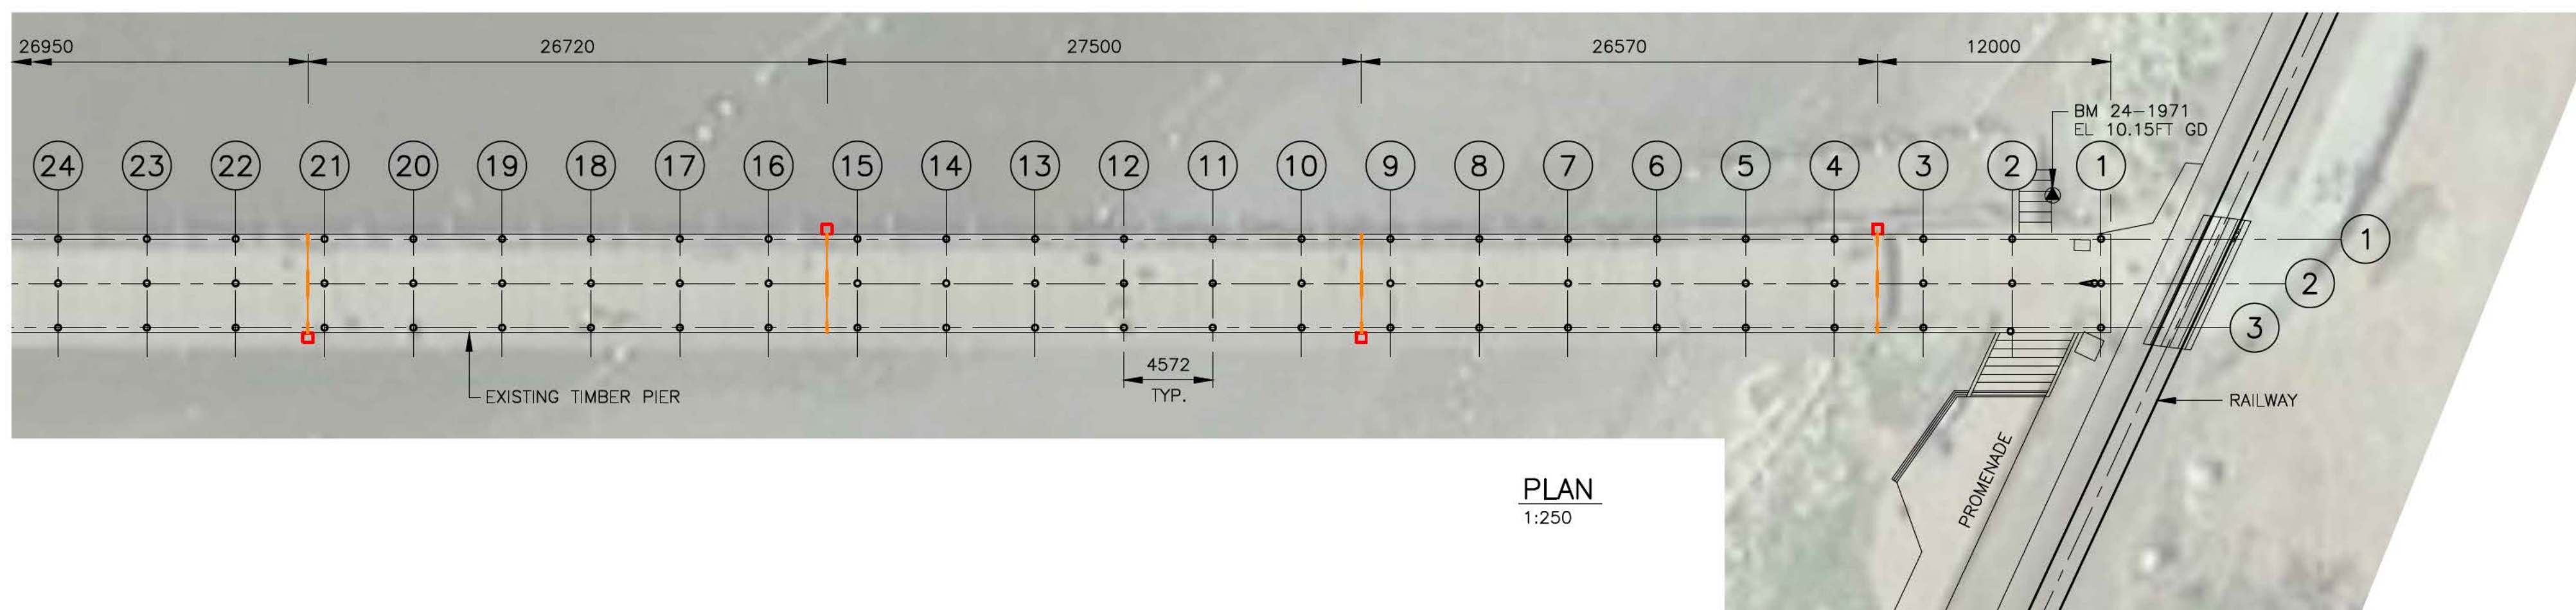 26950 26720 27500 26570 12000
BM 24-1971
EL 10.15FT GD
24 23 22 21 20 19 18 17 16 15 14 13 12 11 10 9 8 7 6 5 4 3 2 1
1
2
3
4572
TYP.
EXISTING TIMBER PIER
RAILWAY
PROMENADE
PLAN
1:250